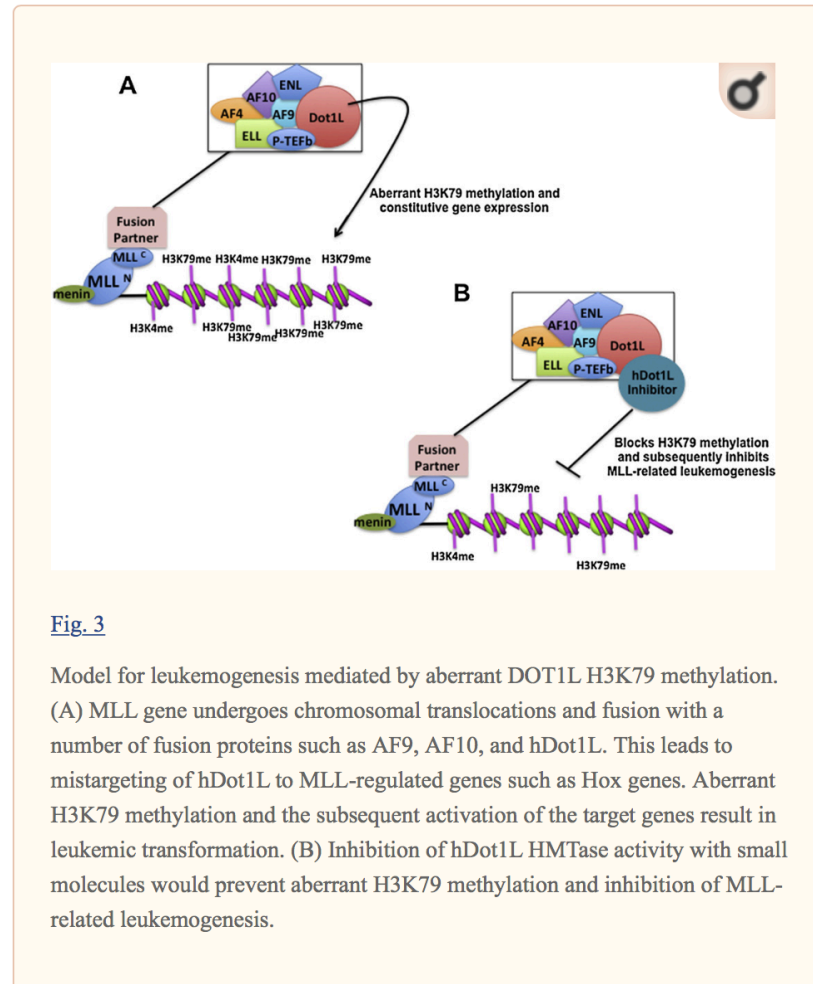 A
ENL
AF10
AF4
AF9
Dot1L
ELL
P-TEFb
Aberrant H3K79 methylation and
constitutive gene expression
Fusion
Partner
MLL C
MLL N
menin
H3K79me H3K4me H3K79me H3K79me
H3K4me
H3K79me
H3K79me
H3K79me
H3K79me
B
ENL
AF10
AF4
AF9
Dot1L
ELL
P-TEFb
hDot1L
Inhibitor
Blocks H3K79 methylation
and subsequently inhibits
MLL-related leukemogenesis
Fusion
Partner
MLL C
MLL N
menin
H3K79me
H3K4me
H3K79me
Fig. 3
Model for leukemogenesis mediated by aberrant DOT1L H3K79 methylation.
(A) MLL gene undergoes chromosomal translocations and fusion with a
number of fusion proteins such as AF9, AF10, and hDot1L. This leads to
mistargeting of hDot1L to MLL-regulated genes such as Hox genes. Aberrant
H3K79 methylation and the subsequent activation of the target genes result in
leukemic transformation. (B) Inhibition of hDot1L HMTase activity with small
molecules would prevent aberrant H3K79 methylation and inhibition of MLL-
related leukemogenesis.